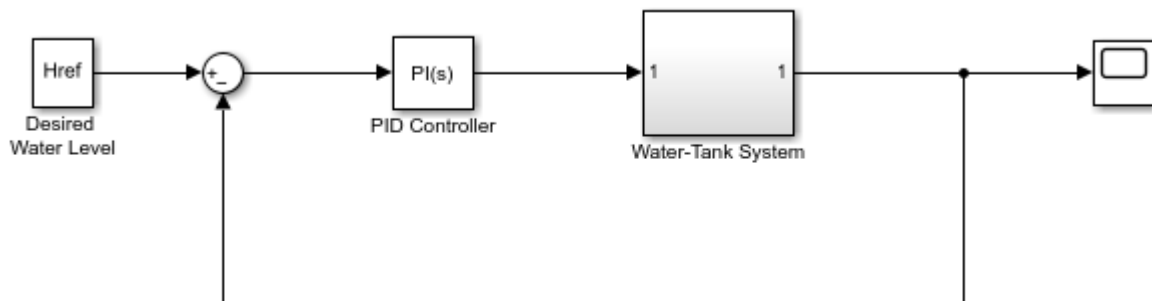 Href
+
−
PI(s)
1
1
Desired
Water Level
PID Controller
Water-Tank System